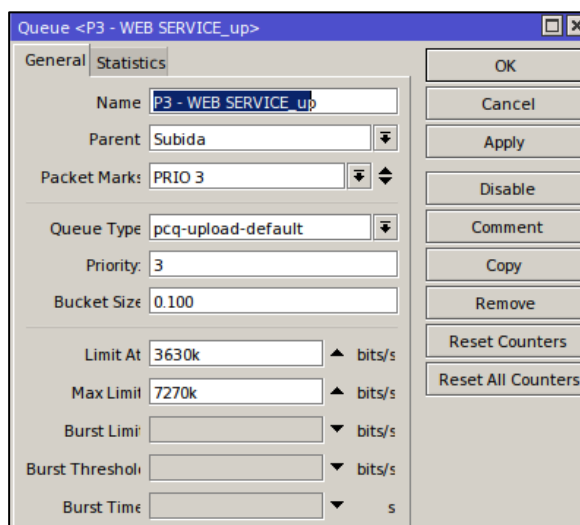 Queue <P3 - WEB SERVICE_up>
General Statistics
OK
Name P3 - WEB SERVICE_up
Cancel
Parent Subida
Apply
Packet Marks PRIO 3
Disable
Queue Type pcq-upload-default
Comment
Priority: 3
Copy
Bucket Size 0.100
Remove
Limit At 3630k bits/s
Reset Counters
Max Limit 7270k bits/s
Reset All Counters
Burst Limit bits/s
Burst Threshold bits/s
Burst Time s